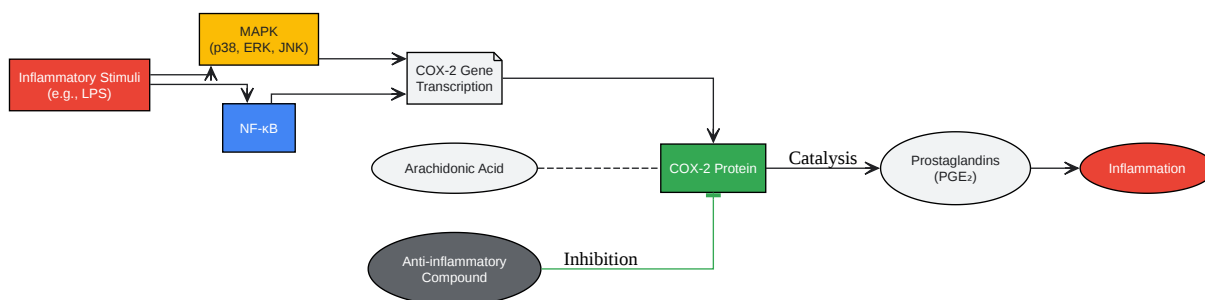 MAPK
(p38, ERK, JNK)
Inflammatory Stimuli
(e.g., LPS)
COX-2 Gene
Transcription
NF-κB
Arachidonic Acid
COX-2 Protein
Catalysis
Prostaglandins
(PGE₂)
Inflammation
Anti-inflammatory
Compound
Inhibition